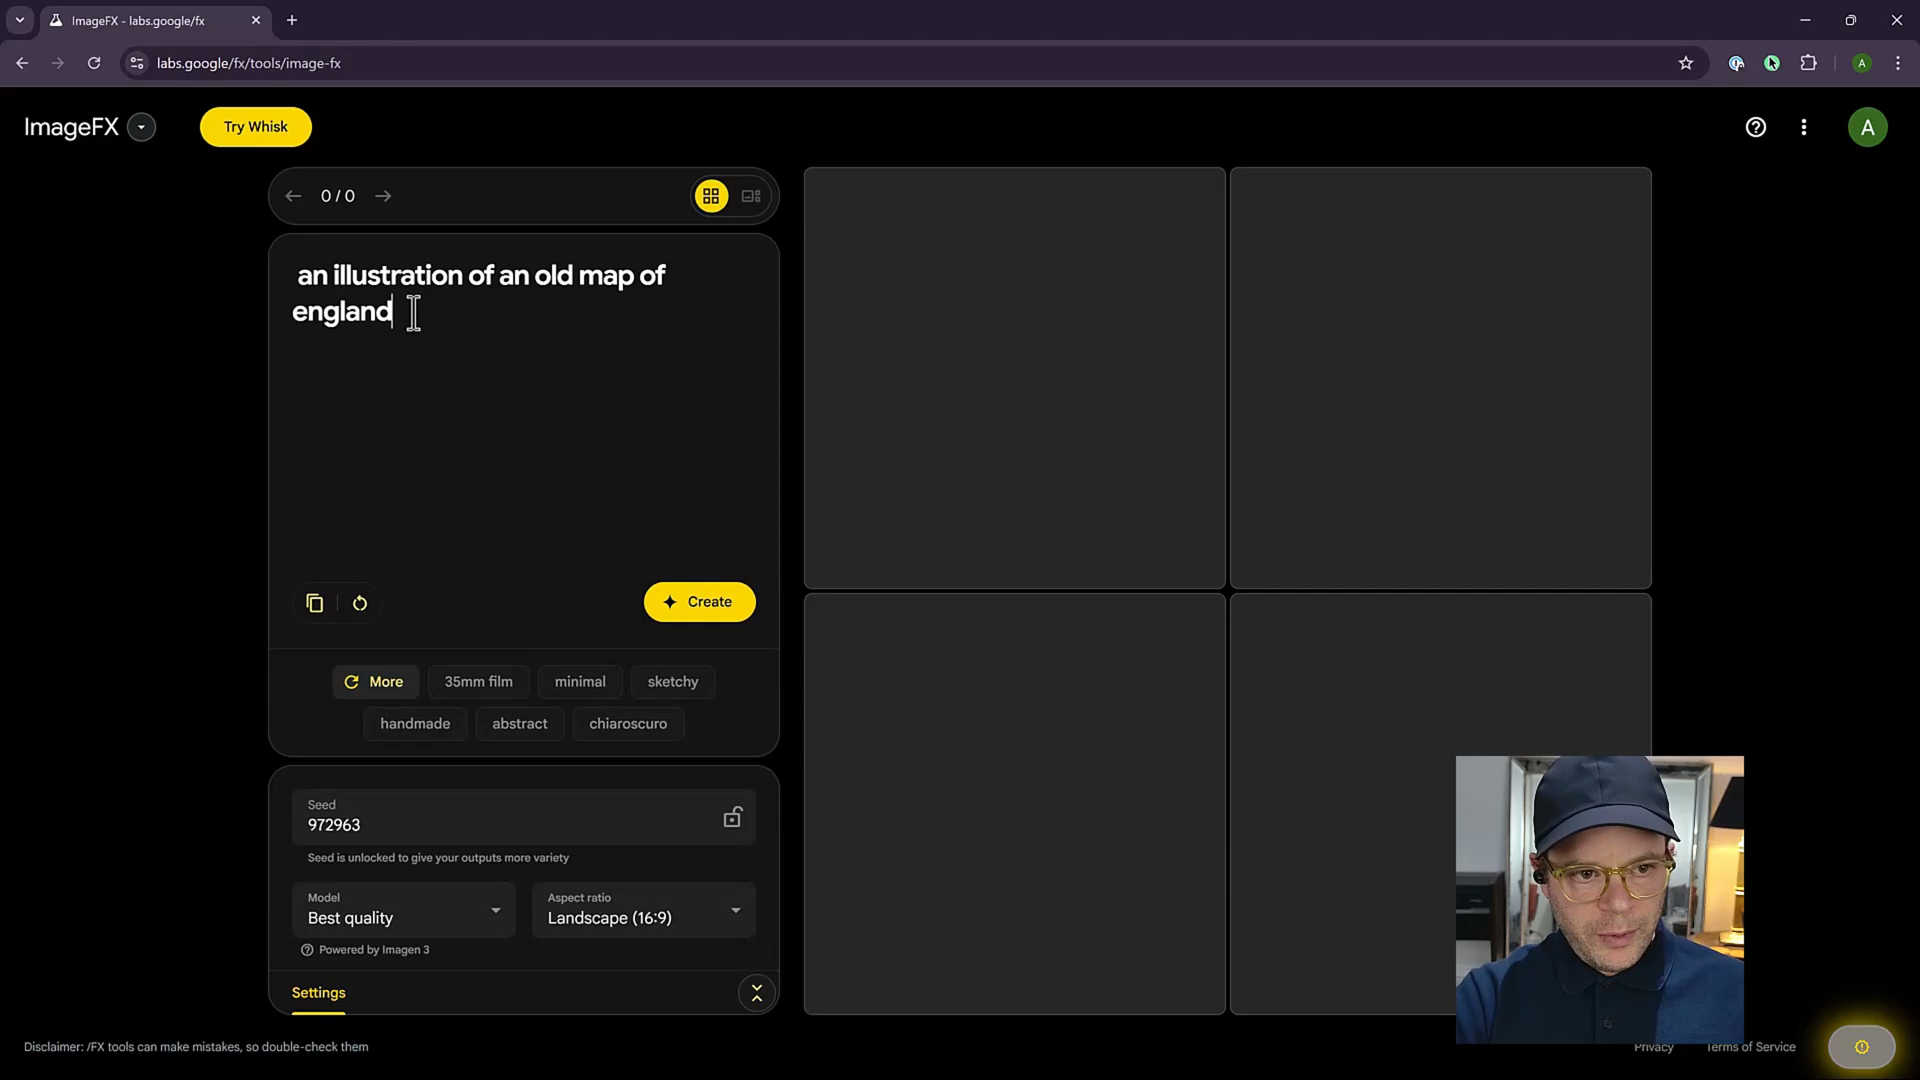 ImageFX - labs.google/fx
labs.google/fx/tools/image-fx
A
ImageFX
Try Whisk
A
0 / 0
an illustration of an old map of
england
Create
More
35mm film
minimal
sketchy
handmade
abstract
chiaroscuro
Seed
972963
Seed is unlocked to give your outputs more variety
Model
Best quality
Aspect ratio
Landscape (16:9)
Powered by Imagen 3
Settings
Disclaimer: /FX tools can make mistakes, so double-check them
Privacy
Terms of Service